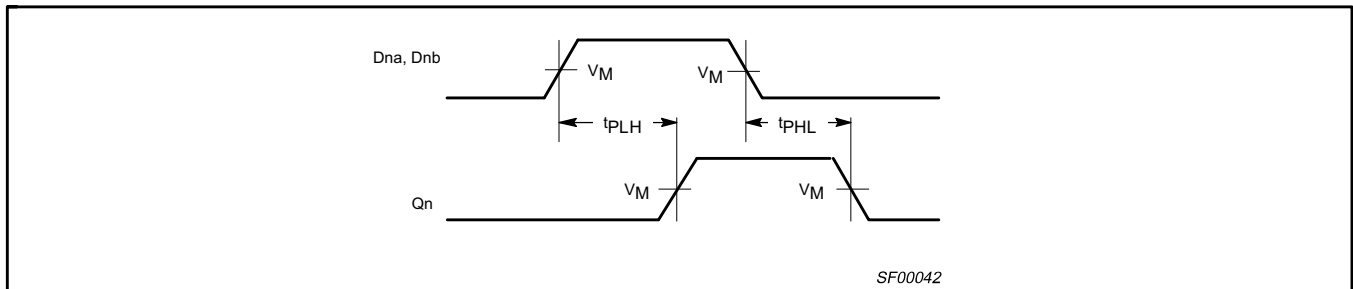 Dna, Dnb
VM
VM
tPLH
tPHL
VM
VM
Qn
SF00042